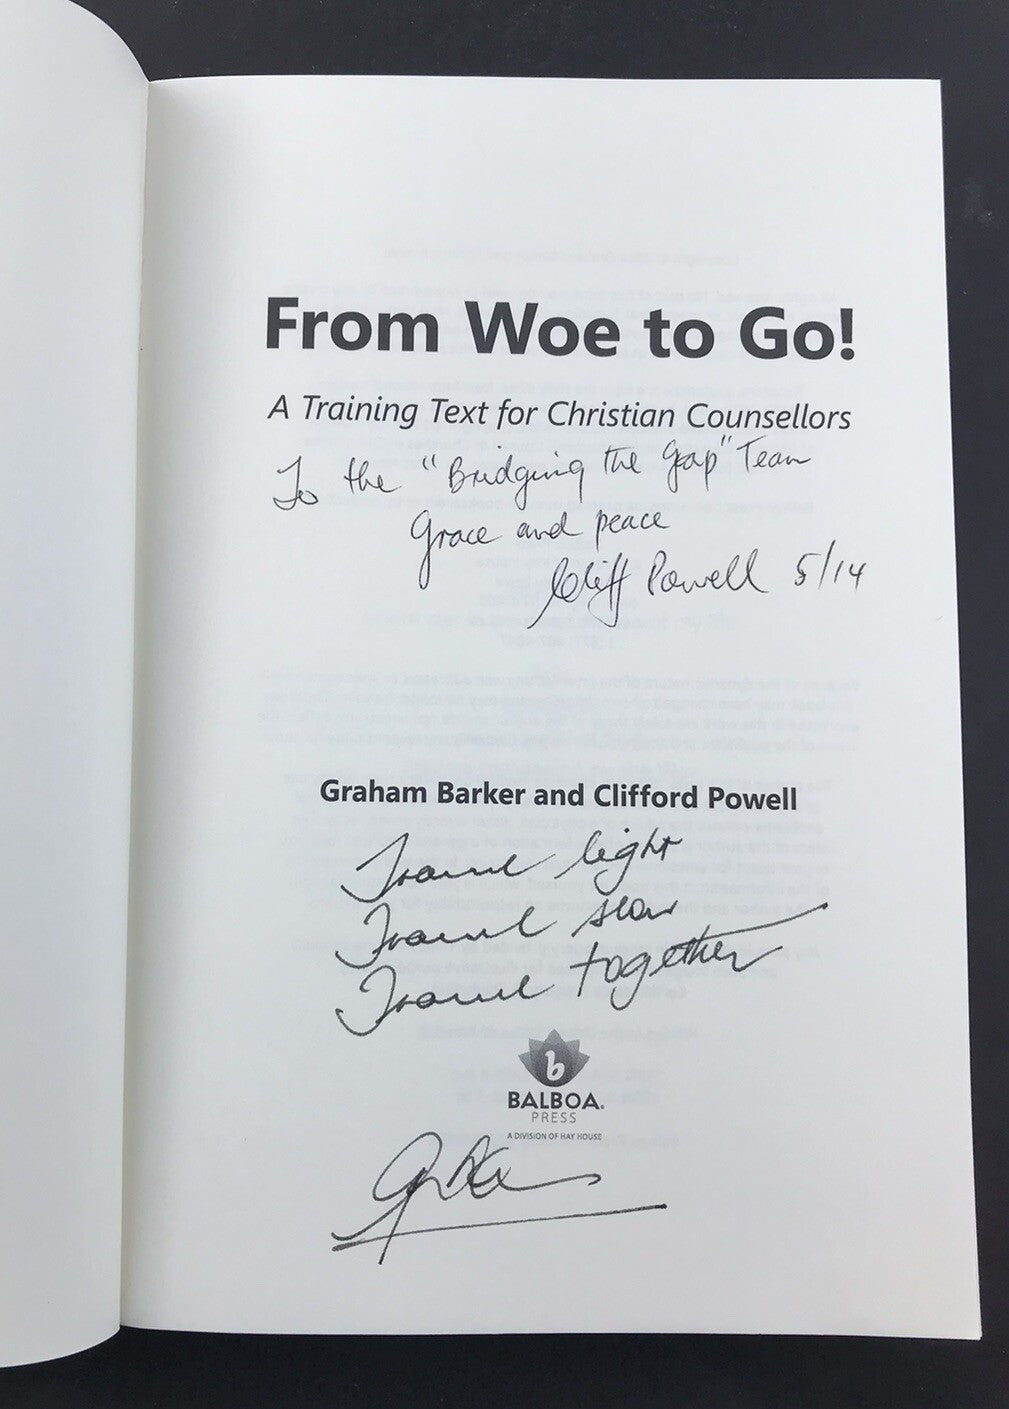 From Woe to Go!
A Training Text for Christian Counsellors
To the "Bridging the Gap" Team
Grace and peace
Cliff Powell 5/14
Graham Barker and Clifford Powell
Travel light
Travel slow
Travel together
b
BALBOA.
PRESS
A DIVISION OF HAY HOUSE